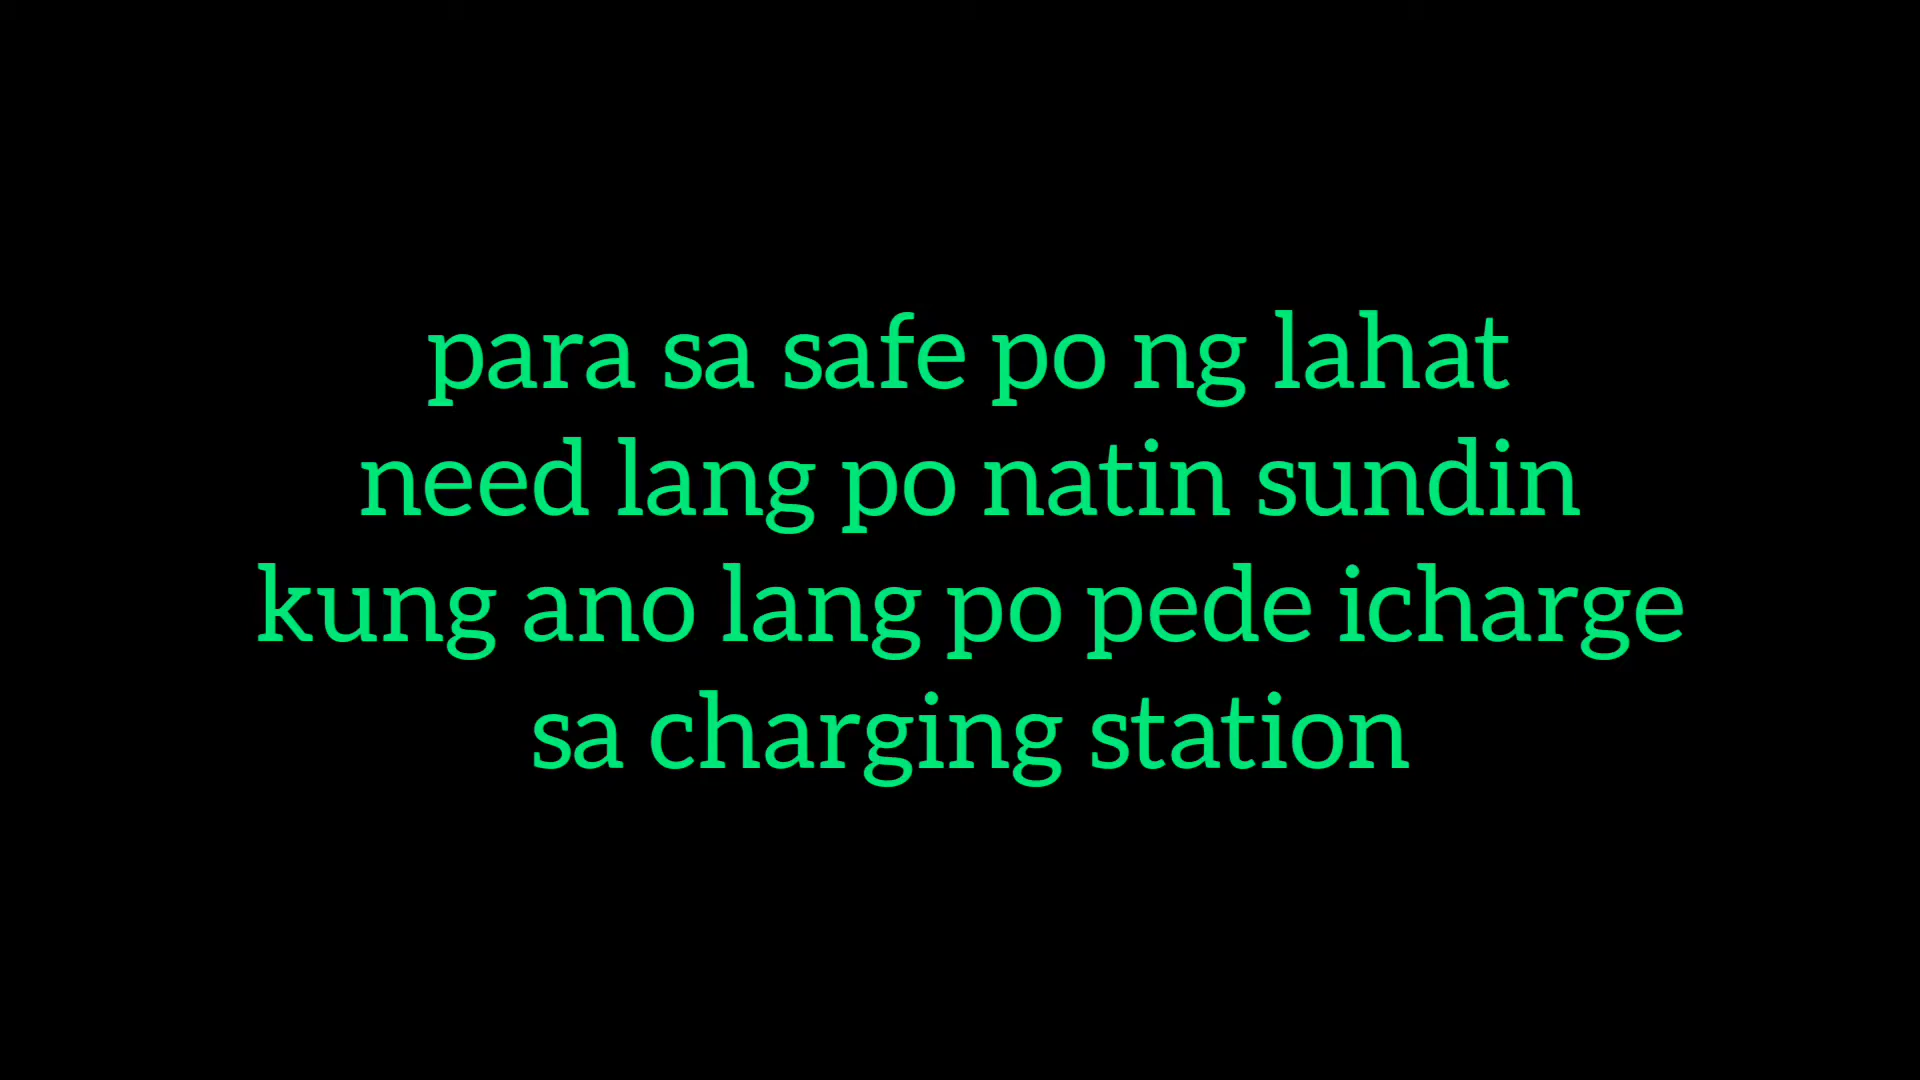 para sa safe po ng lahat
need lang po natin sundin
kung ano lang po pede icharge
sa charging station